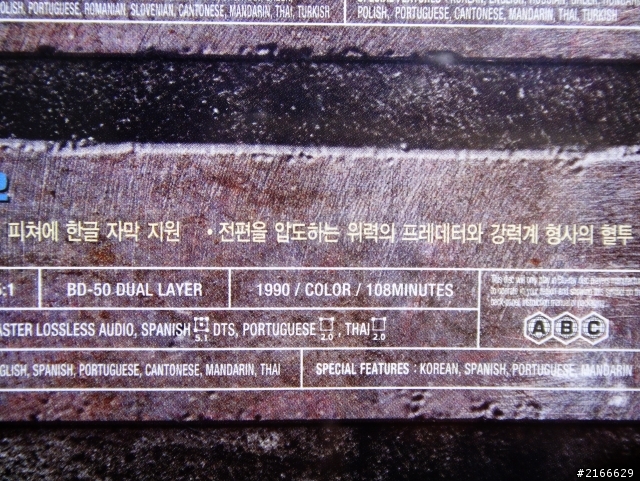 OLISH, PORTUGUESE, ROMANIAN, SLOVENIAN, CANTONESE, MANDARIN, THAI, TURKISH
POLISH, PORTUGUESE, CANTONESE, MANDARIN, THAI, TURKISH
피쳐에 한글 자막 지원 • 전편을 압도하는 위력의 프레데터와 강력계 형사의 혈투
5:1
BD-50 DUAL LAYER
1990 / COLOR / 108MINUTES
ASTER LOSSLESS AUDIO, SPANISH 5.1 DTS, PORTUGUESE 2.0, THAI 2.0
A B C
GLISH, SPANISH, PORTUGUESE, CANTONESE, MANDARIN, THAI
SPECIAL FEATURES : KOREAN, SPANISH, PORTUGUESE, MANDARIN
#2166629